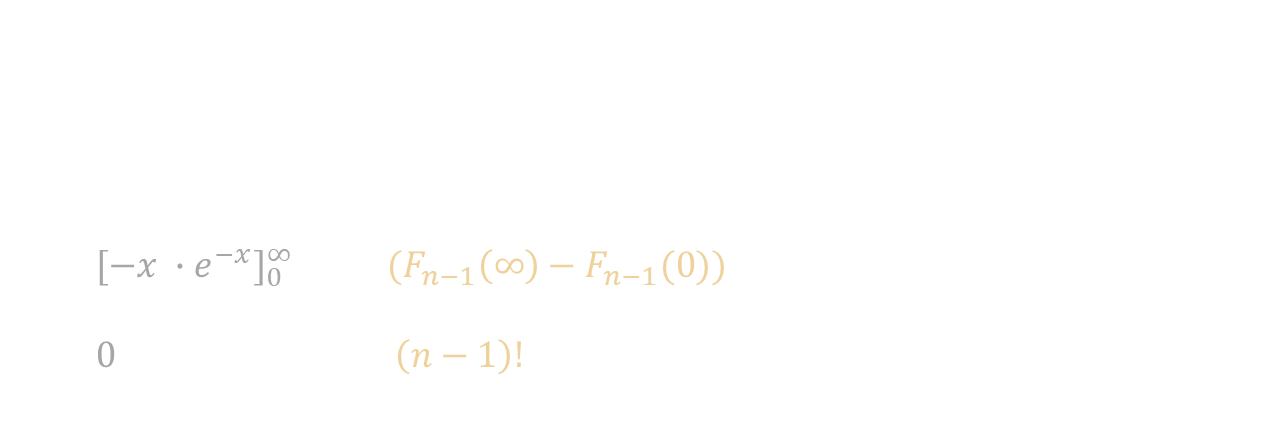 [−x · e^{−x}]_0^∞ (F_{n−1}(∞) − F_{n−1}(0))
0 (n − 1)!